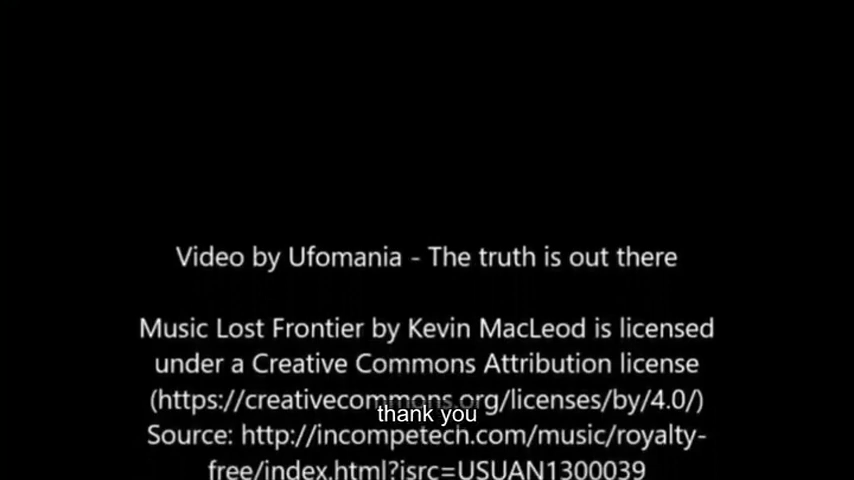 Video by Ufomania - The truth is out there
Music Lost Frontier by Kevin MacLeod is licensed
under a Creative Commons Attribution license
(https://creativecommons.org/licenses/by/4.0/)
thank you
Source: http://incompetech.com/music/royalty-
free/index.html?isrc=USUAN1300039